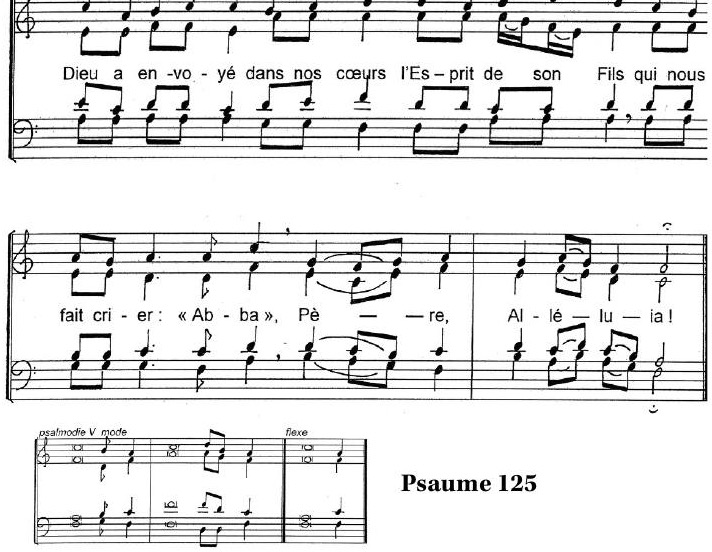 Dieu a en -vo - yé dans nos cœurs l'Es – prit de son Fils qui nous
fait cri - er : « Ab - ba », Pè — — re, Al - lé — lu — ia !
psalmodie V mode flexe
Psaume 125